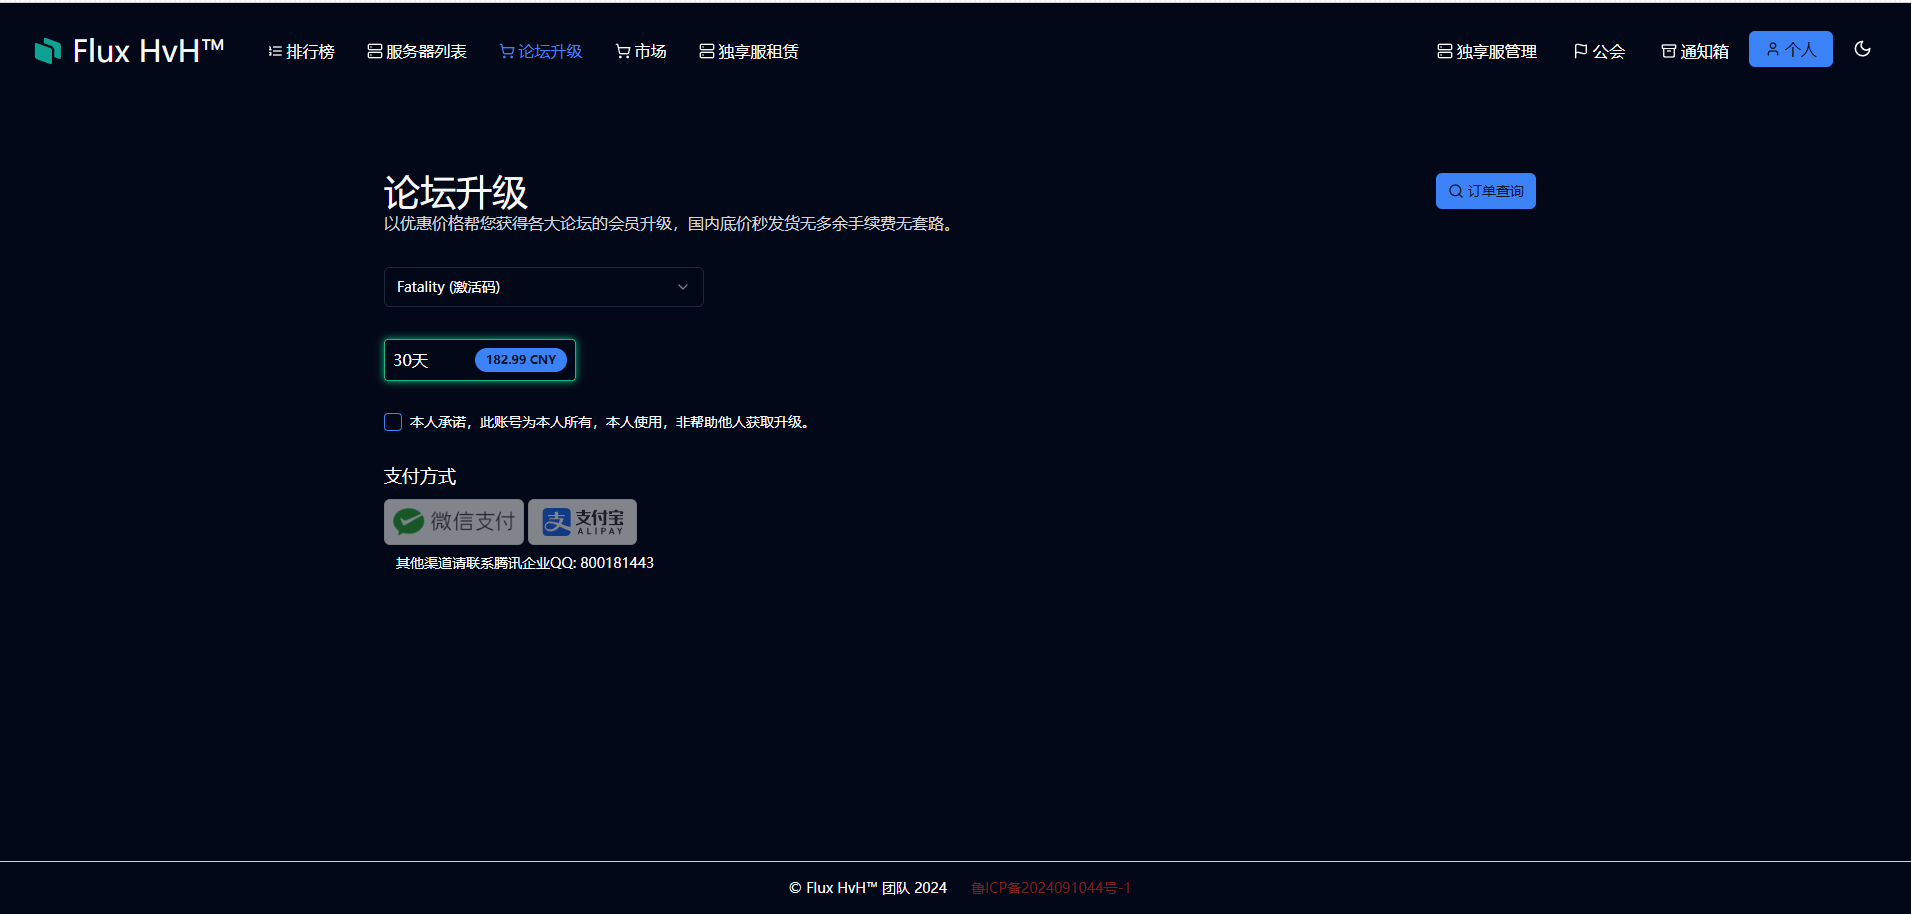 Flux HvH™
排行榜
服务器列表
论坛升级
市场
独享服租赁
独享服管理
公会
通知箱
个人
论坛升级
订单查询
以优惠价格帮您获得各大论坛的会员升级，国内底价秒发货无多余手续费无套路。
Fatality (激活码)
30天
182.99 CNY
本人承诺，此账号为本人所有，本人使用，非帮助他人获取升级。
支付方式
微信支付
支 支付宝
ALIPAY
其他渠道请联系腾讯企业QQ: 800181443
© Flux HvH™ 团队 2024
鲁ICP备2024091044号-1